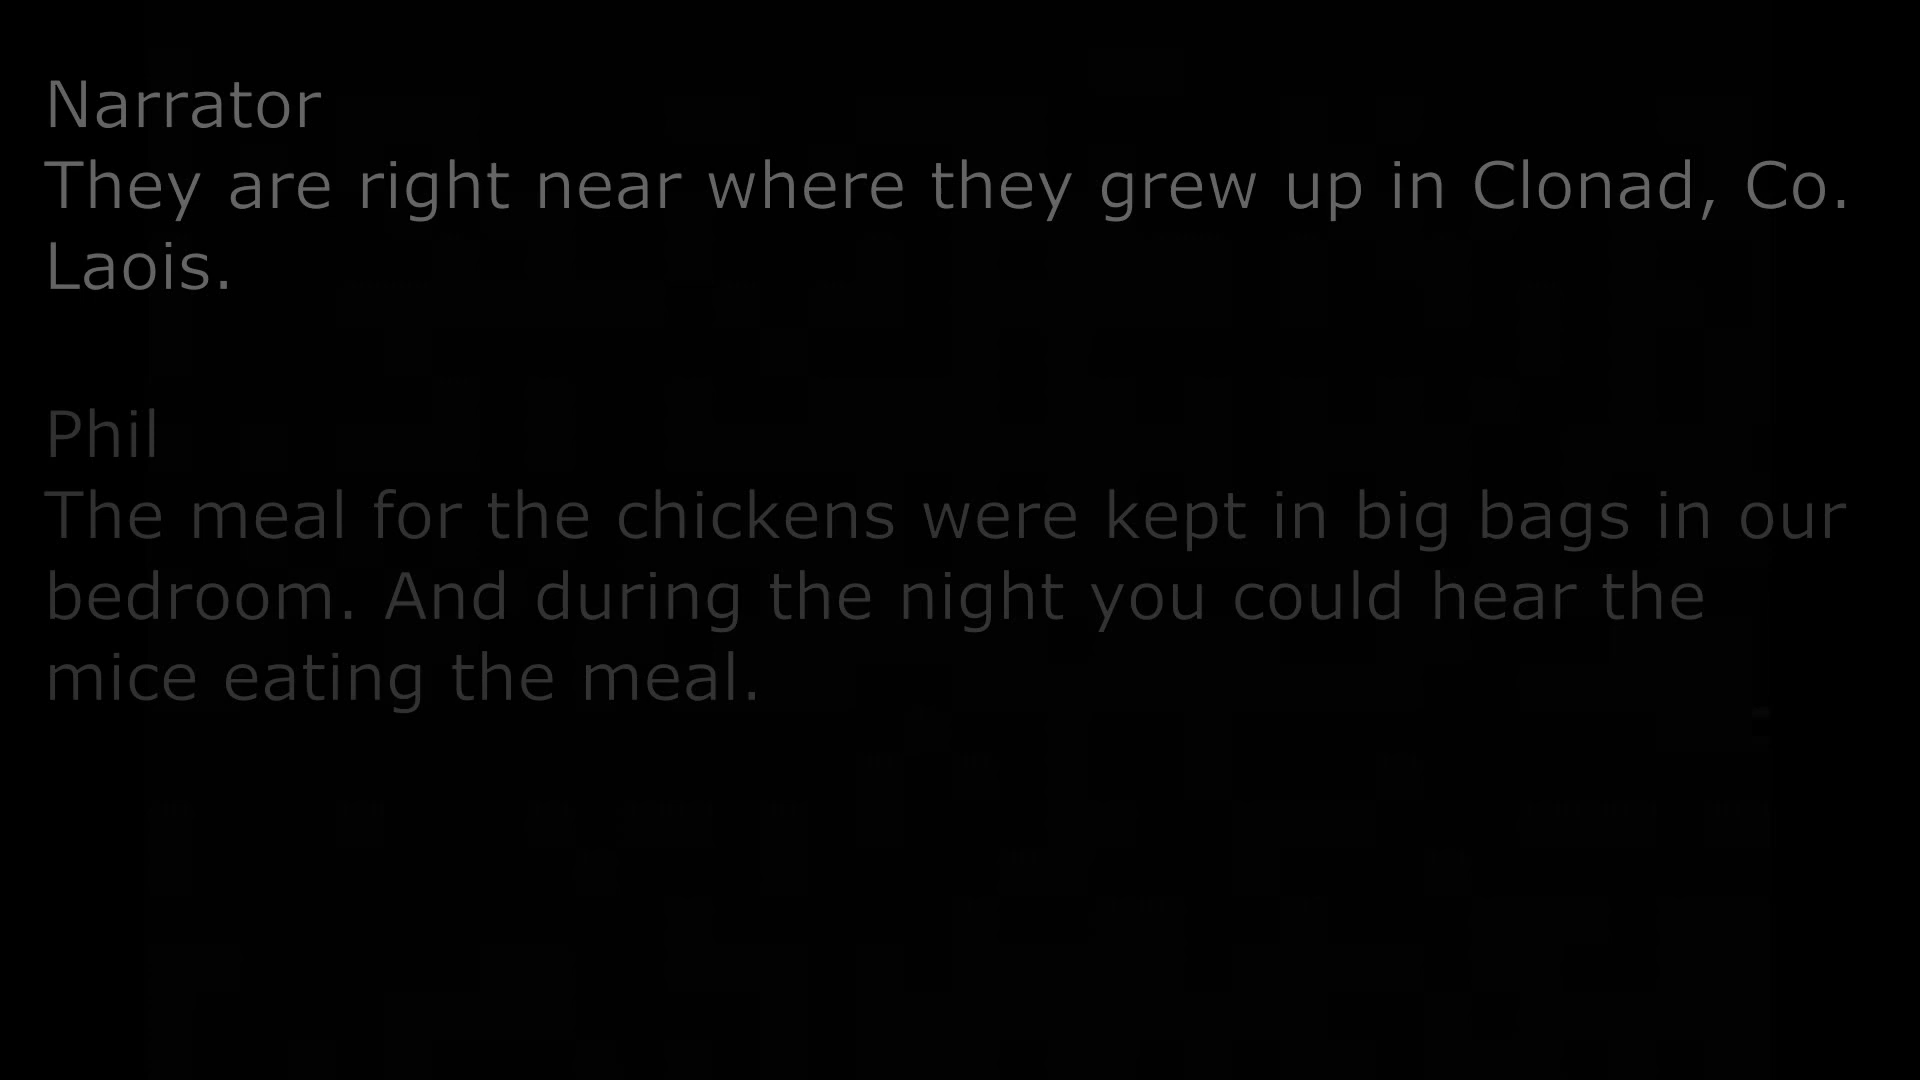 Narrator
They are right near where they grew up in Clonad, Co.
Laois.
Phil
The meal for the chickens were kept in big bags in our
bedroom. And during the night you could hear the
mice eating the meal.